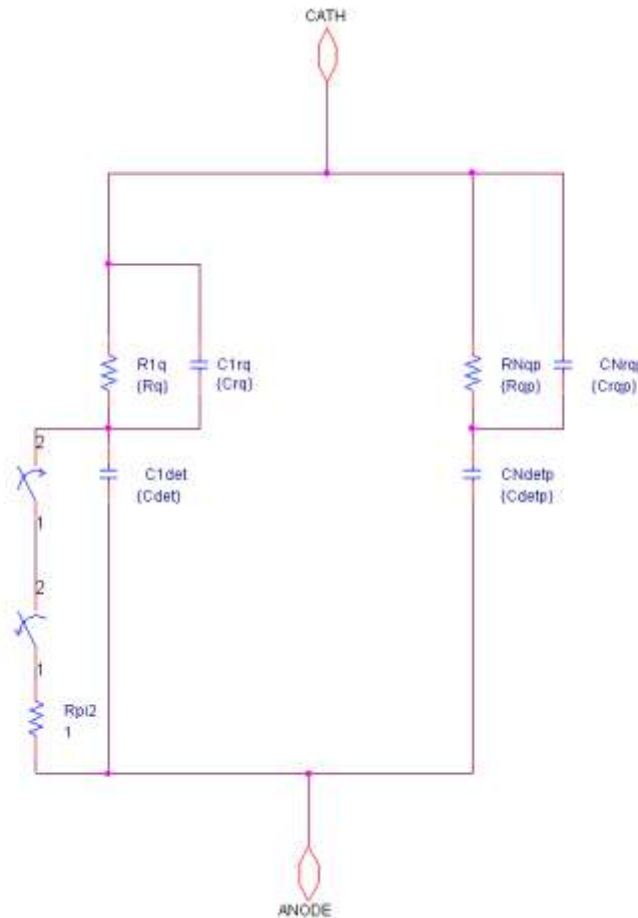 CATH
R1q
(Rq)
C1rq
(Crq)
RNqp
(Rqp)
CNrqp
(Crqp)
2
C1det
(Cdet)
CNdetp
(Cdetp)
1
2
1
Rpi2
1
ANODE